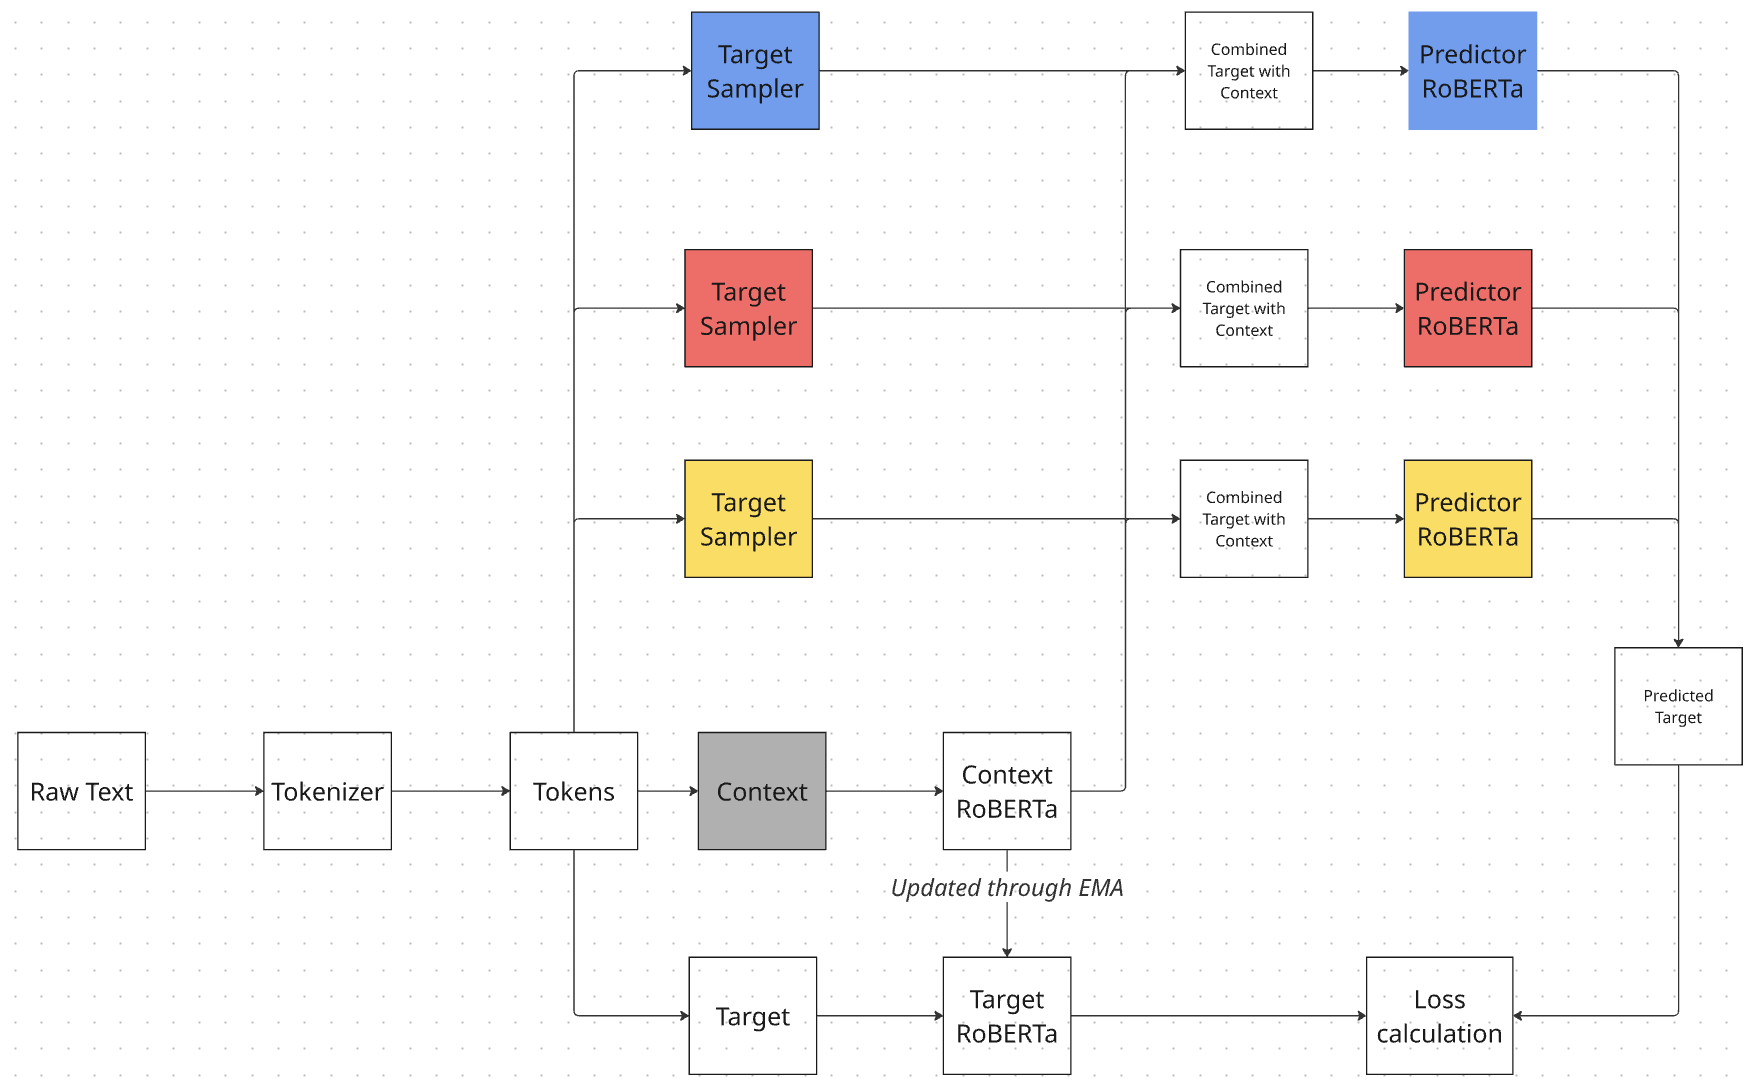 Target
Sampler
Combined
Target with
Context
Predictor
RoBERTa
Target
Sampler
Combined
Target with
Context
Predictor
RoBERTa
Target
Sampler
Combined
Target with
Context
Predictor
RoBERTa
Predicted
Target
Raw Text
Tokenizer
Tokens
Context
Context
RoBERTa
Updated through EMA
Target
Target
RoBERTa
Loss
calculation